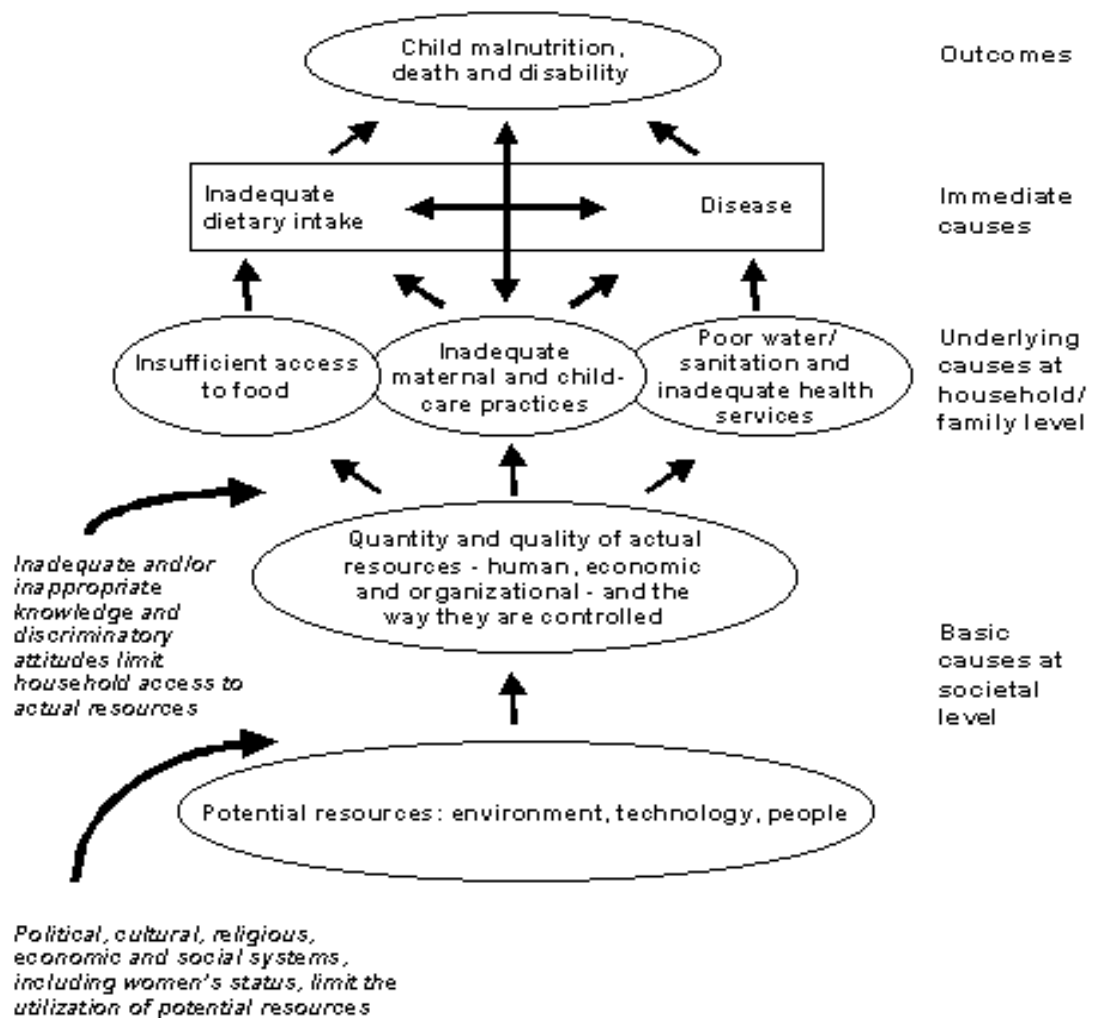 Child malnutrition,
death and disability
Outcomes
Inadequate
dietary intake
Disease
Immediate
causes
Insufficient access
to food
Inadequate
maternal and child-
care practices
Poor water/
sanitation and
inadequate health
services
Underlying
causes at
household/
family level
Quantity and quality of actual
resources - human, economic
and organizational - and the
way they are controlled
Inadequate and/or
inappropriate
knowledge and
discriminatory
attitudes limit
household access to
actual resources
Basic
causes at
societal
level
Potential resources: environment, technology, people
Political, cultural, religious,
economic and social systems,
including women's status, limit the
utilization of potential resources